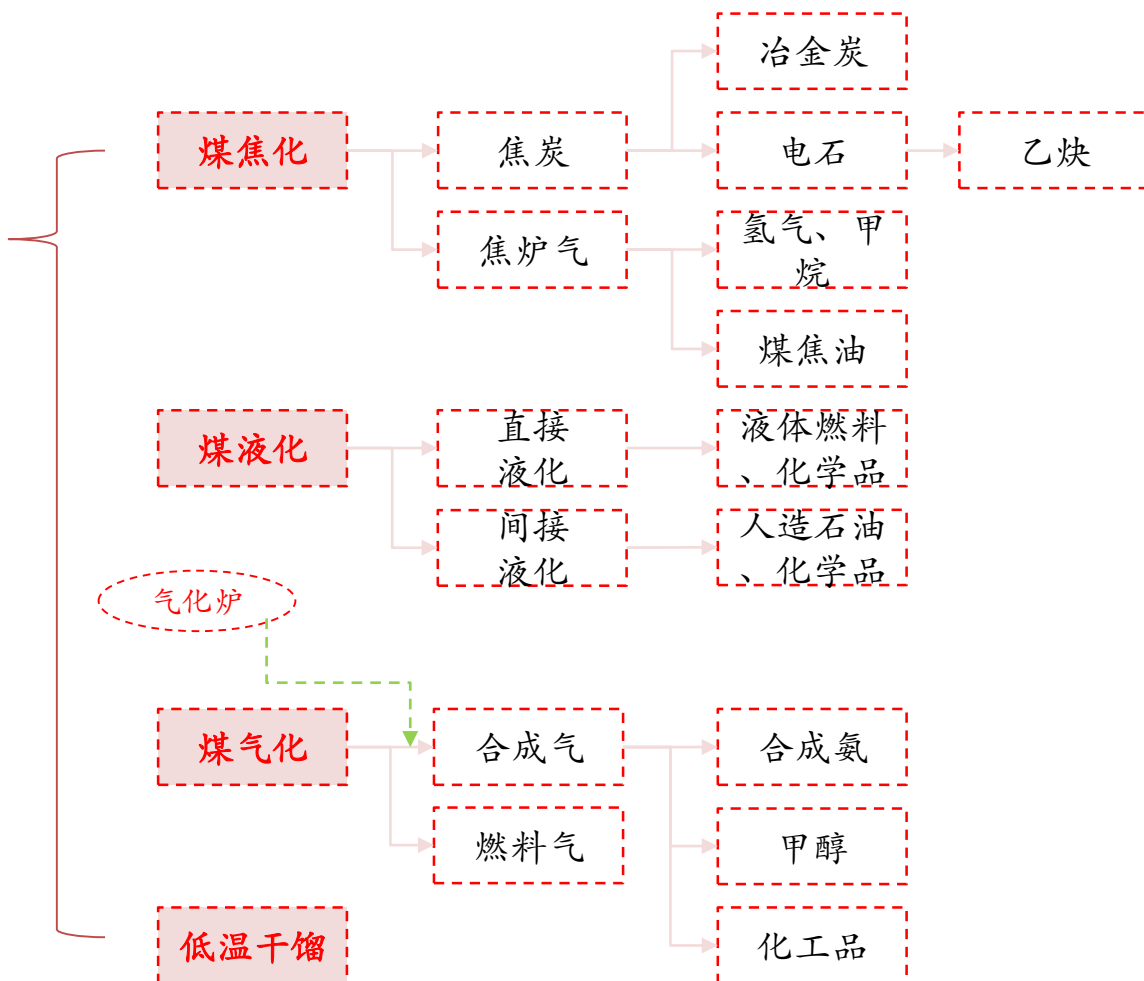 冶金炭
煤焦化
焦炭
电石
乙炔
焦炉气
氢气、甲
烷
煤焦油
煤液化
直接
液化
液体燃料
、化学品
间接
液化
人造石油
、化学品
气化炉
煤气化
合成气
合成氨
燃料气
甲醇
低温干馏
化工品